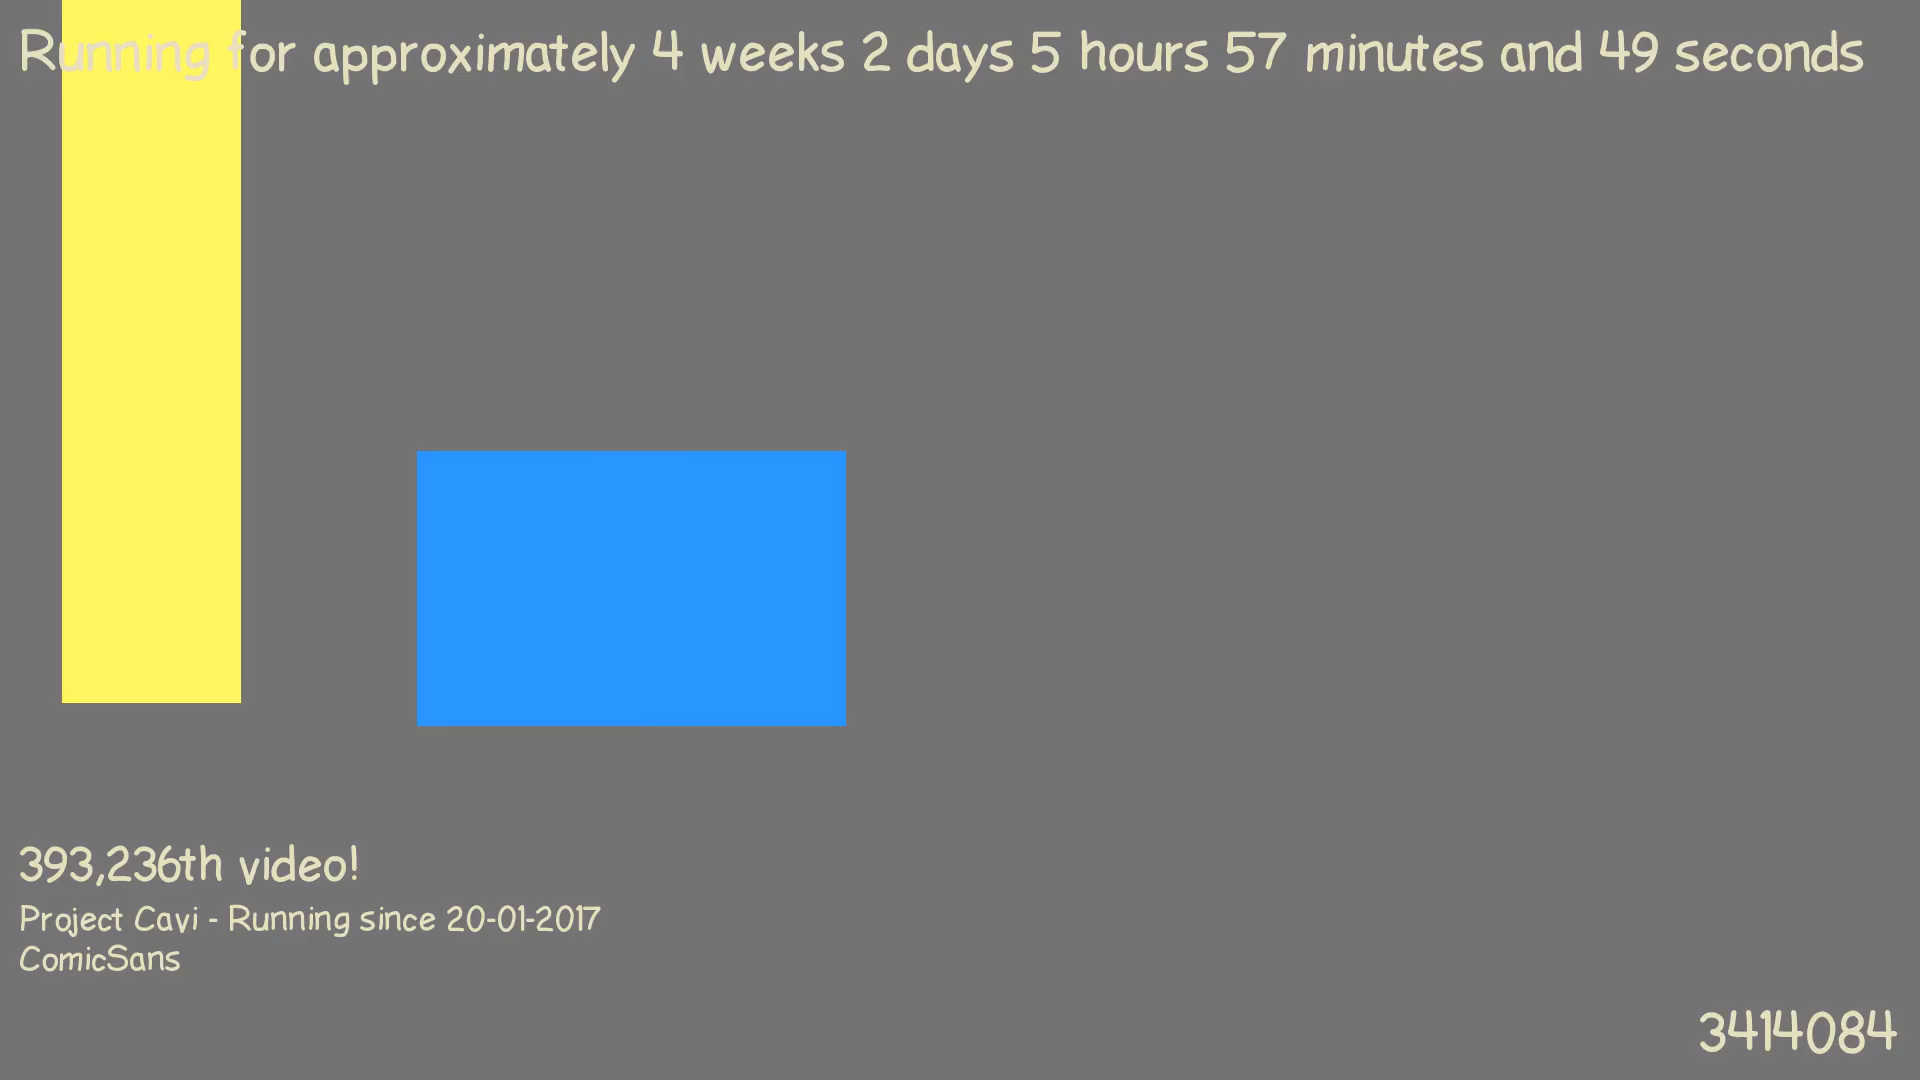 Running for approximately 4 weeks 2 days 5 hours 57 minutes and 49 seconds
393,236th video!
Project Cavi - Running since 20-01-2017
ComicSans
3414084